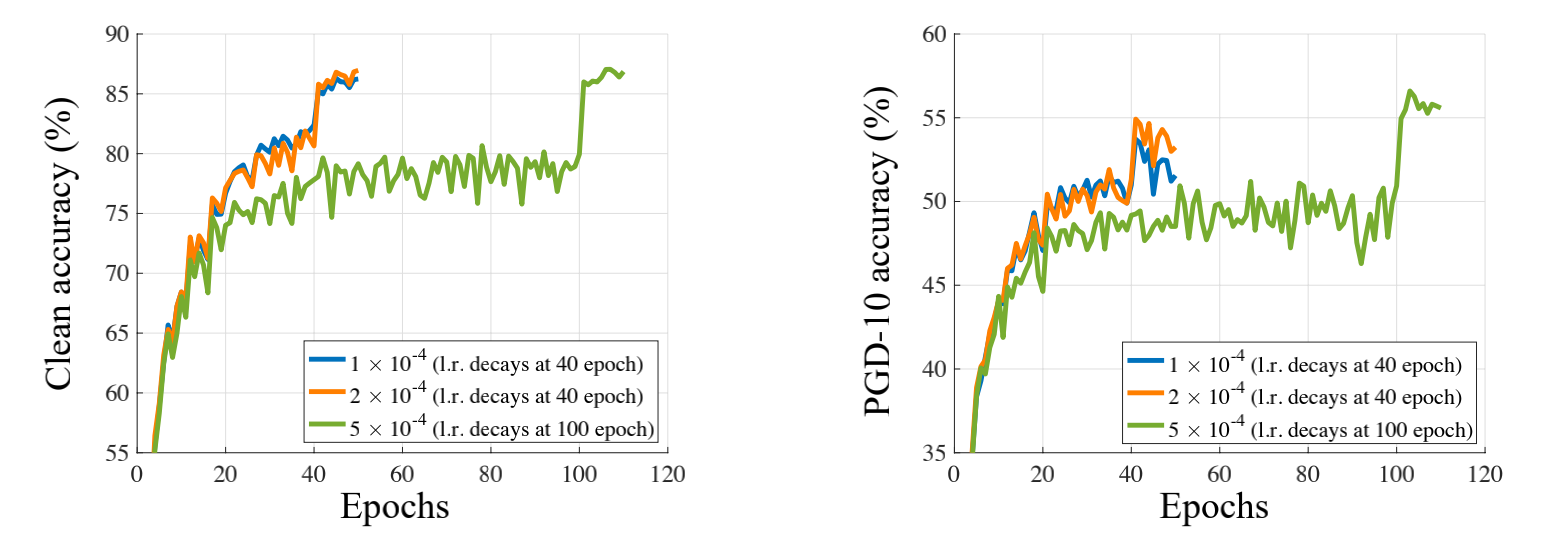 Clean accuracy (%)
90
85
80
75
70
65
60
55
0 20 40 60 80 100 120
Epochs
1 × 10-4 (l.r. decays at 40 epoch)
2 × 10-4 (l.r. decays at 40 epoch)
5 × 10-4 (l.r. decays at 100 epoch)
PGD-10 accuracy (%)
60
55
50
45
40
35
0 20 40 60 80 100 120
Epochs
1 × 10-4 (l.r. decays at 40 epoch)
2 × 10-4 (l.r. decays at 40 epoch)
5 × 10-4 (l.r. decays at 100 epoch)